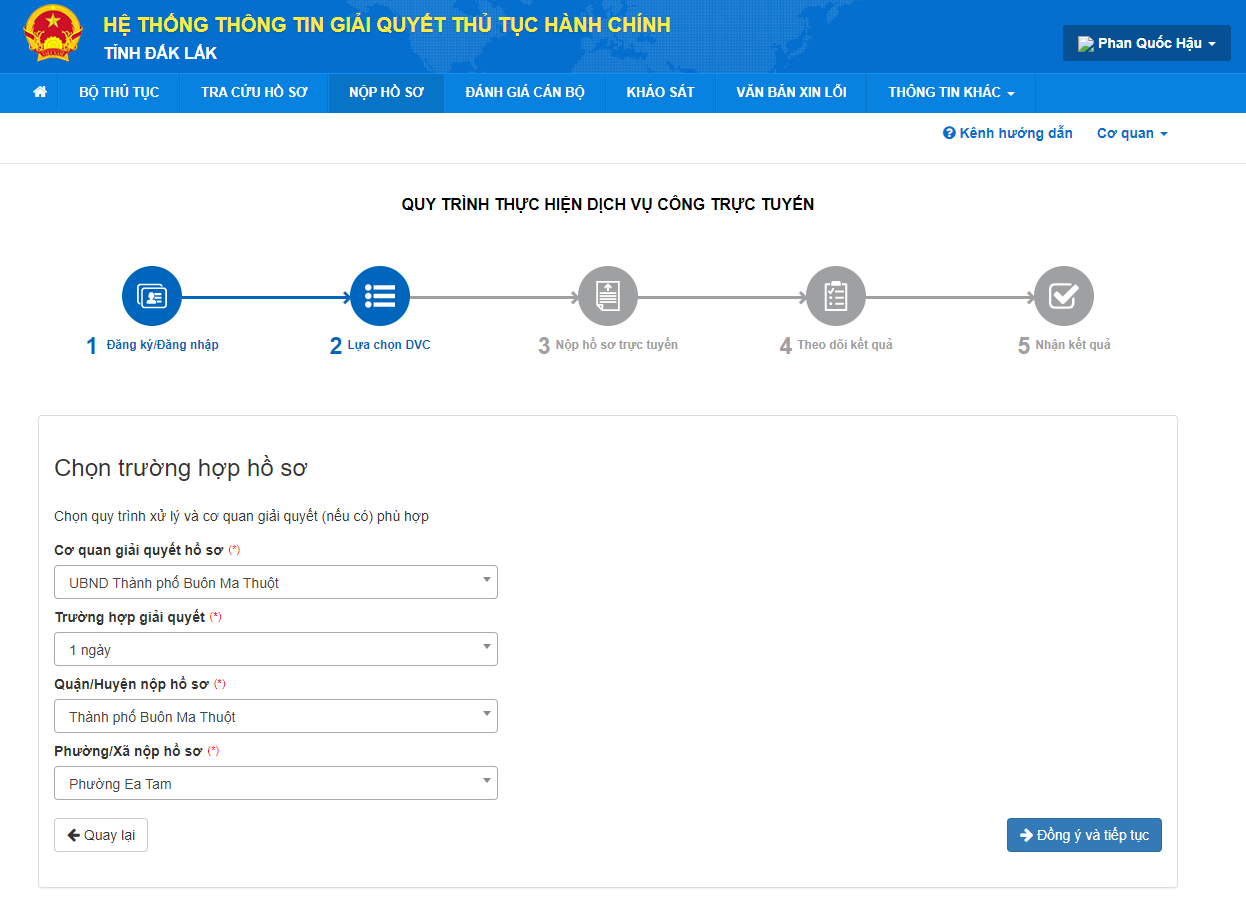 HỆ THỐNG THÔNG TIN GIẢI QUYẾT THỦ TỤC HÀNH CHÍNH
TỈNH ĐẮK LẮK
Phan Quốc Hậu
BỘ THỦ TỤC TRA CỨU HỒ SƠ NỘP HỒ SƠ ĐÁNH GIÁ CÁN BỘ KHẢO SÁT VĂN BẢN XIN LỖI THÔNG TIN KHÁC
Kênh hướng dẫn Cơ quan
QUY TRÌNH THỰC HIỆN DỊCH VỤ CÔNG TRỰC TUYẾN
1 Đăng ký/Đăng nhập 2 Lựa chọn DVC 3 Nộp hồ sơ trực tuyến 4 Theo dõi kết quả 5 Nhận kết quả
Chọn trường hợp hồ sơ
Chọn quy trình xử lý và cơ quan giải quyết (nếu có) phù hợp
Cơ quan giải quyết hồ sơ (*)
UBND Thành phố Buôn Ma Thuột
Trường hợp giải quyết (*)
1 ngày
Quận/Huyện nộp hồ sơ (*)
Thành phố Buôn Ma Thuột
Phường/Xã nộp hồ sơ (*)
Phường Ea Tam
Quay lại Đồng ý và tiếp tục